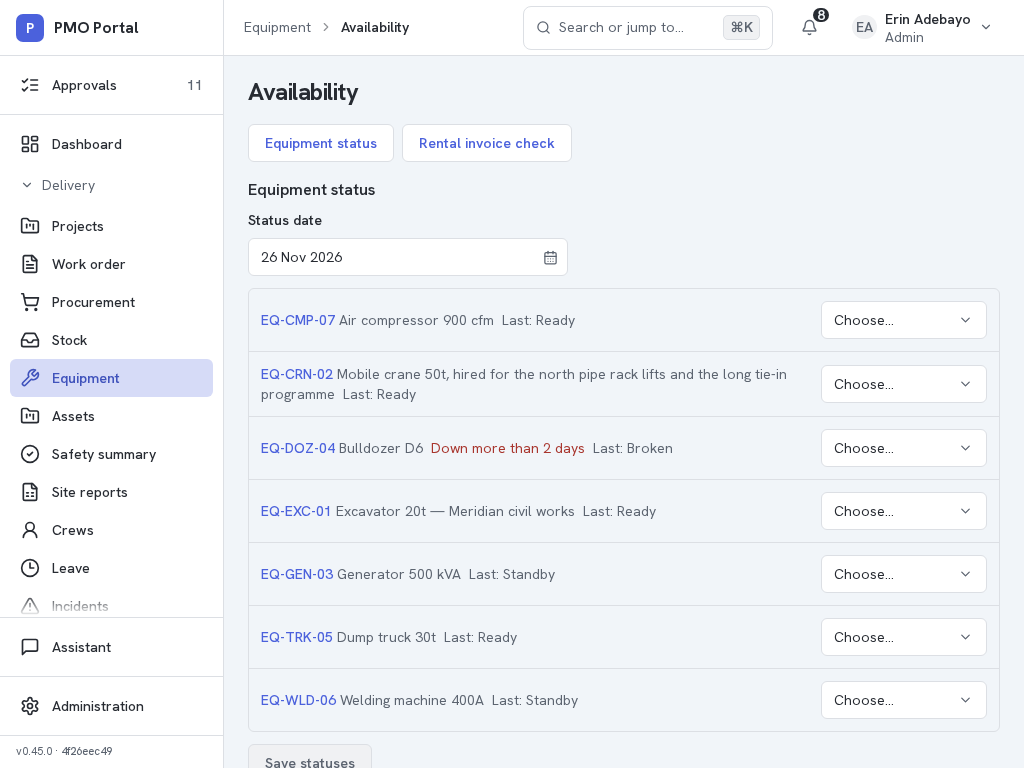 P PMO Portal
Equipment > Availability
Search or jump to... ⌘K
8
EA Erin Adebayo
Admin
Approvals 11
Dashboard
Delivery
Projects
Work order
Procurement
Stock
Equipment
Assets
Safety summary
Site reports
Crews
Leave
Incidents
Assistant
Administration
v0.45.0 · 4f26eec49
Availability
Equipment status Rental invoice check
Equipment status
Status date
26 Nov 2026
EQ-CMP-07 Air compressor 900 cfm Last: Ready Choose...
EQ-CRN-02 Mobile crane 50t, hired for the north pipe rack lifts and the long tie-in
programme Last: Ready Choose...
EQ-DOZ-04 Bulldozer D6 Down more than 2 days Last: Broken Choose...
EQ-EXC-01 Excavator 20t — Meridian civil works Last: Ready Choose...
EQ-GEN-03 Generator 500 kVA Last: Standby Choose...
EQ-TRK-05 Dump truck 30t Last: Ready Choose...
EQ-WLD-06 Welding machine 400A Last: Standby Choose...
Save statuses